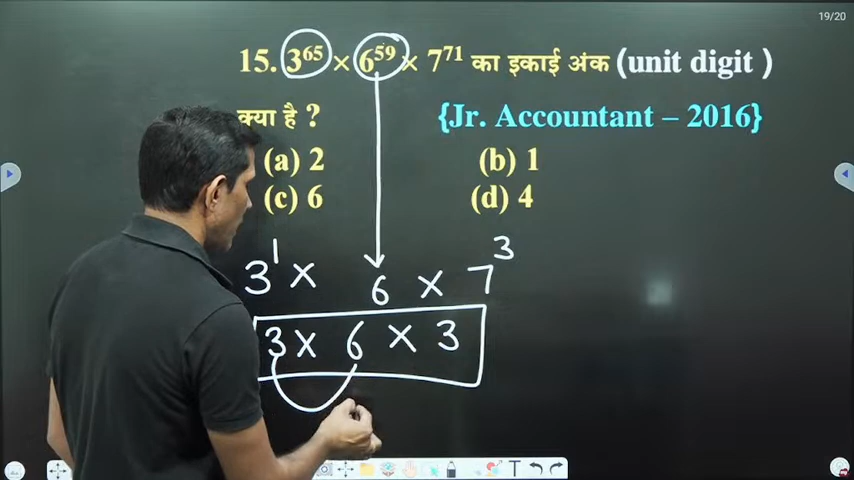 19/20
15. 3⁶⁵ × 6⁵⁹ × 7⁷¹ का इकाई अंक (unit digit )
क्या है ? {Jr. Accountant – 2016}
(a) 2 (b) 1
(c) 6 (d) 4
3¹ × 6 × 7³
3 × 6 × 3
T